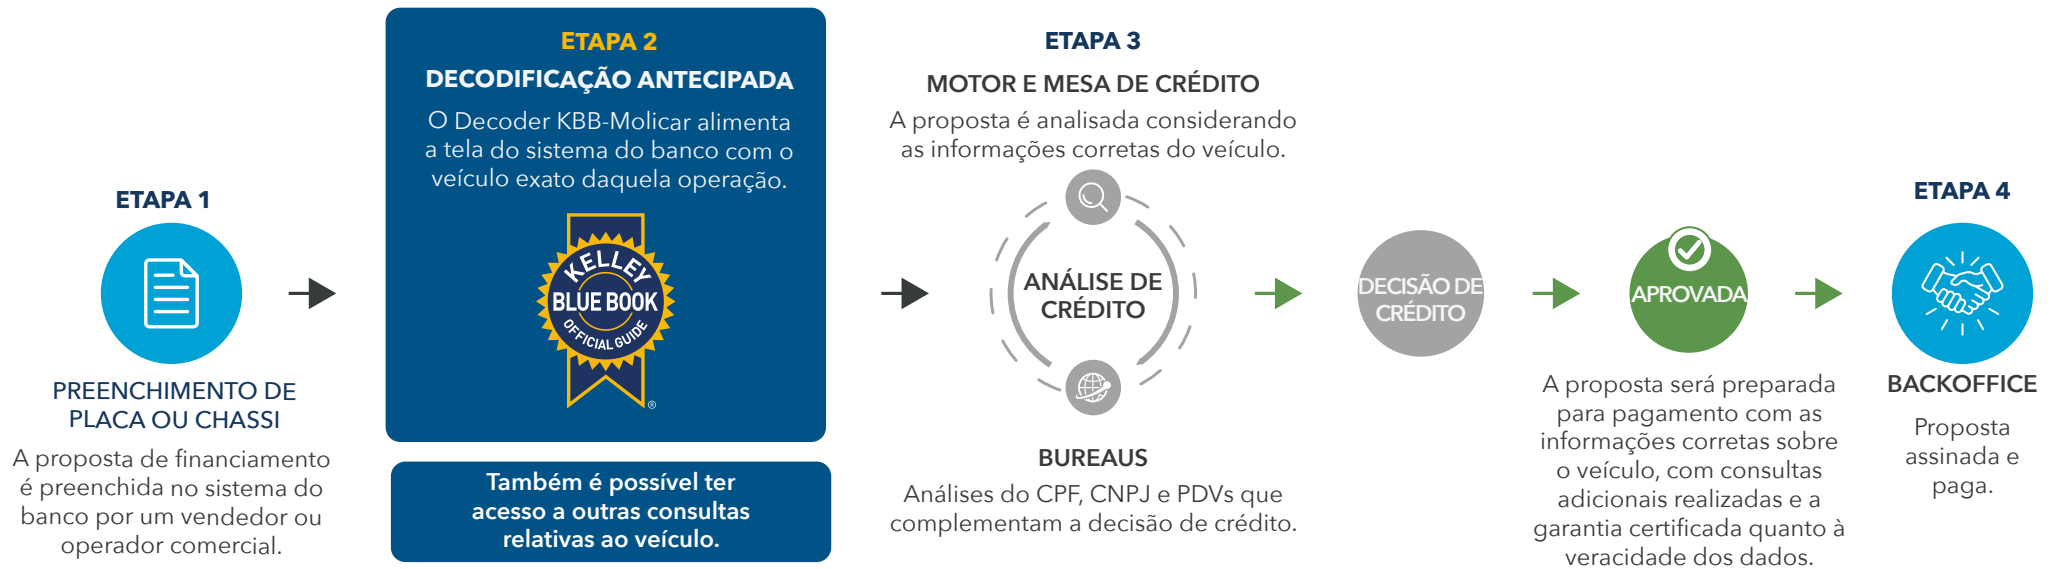 ETAPA 1
PREENCHIMENTO DE
PLACA OU CHASSI
A proposta de financiamento
é preenchida no sistema do
banco por um vendedor ou
operador comercial.
ETAPA 2
DECODIFICAÇÃO ANTECIPADA
O Decoder KBB-Molicar alimenta
a tela do sistema do banco com o
veículo exato daquela operação.
KELLEY
BLUE BOOK
OFFICIAL GUIDE
®
Também é possível ter
acesso a outras consultas
relativas ao veículo.
ETAPA 3
MOTOR E MESA DE CRÉDITO
A proposta é analisada considerando
as informações corretas do veículo.
ANÁLISE DE
CRÉDITO
BUREAUS
Análises do CPF, CNPJ e PDVs que
complementam a decisão de crédito.
DECISÃO DE
CRÉDITO
APROVADA
A proposta será preparada
para pagamento com as
informações corretas sobre
o veículo, com consultas
adicionais realizadas e a
garantia certificada quanto à
veracidade dos dados.
ETAPA 4
BACKOFFICE
Proposta
assinada e
paga.